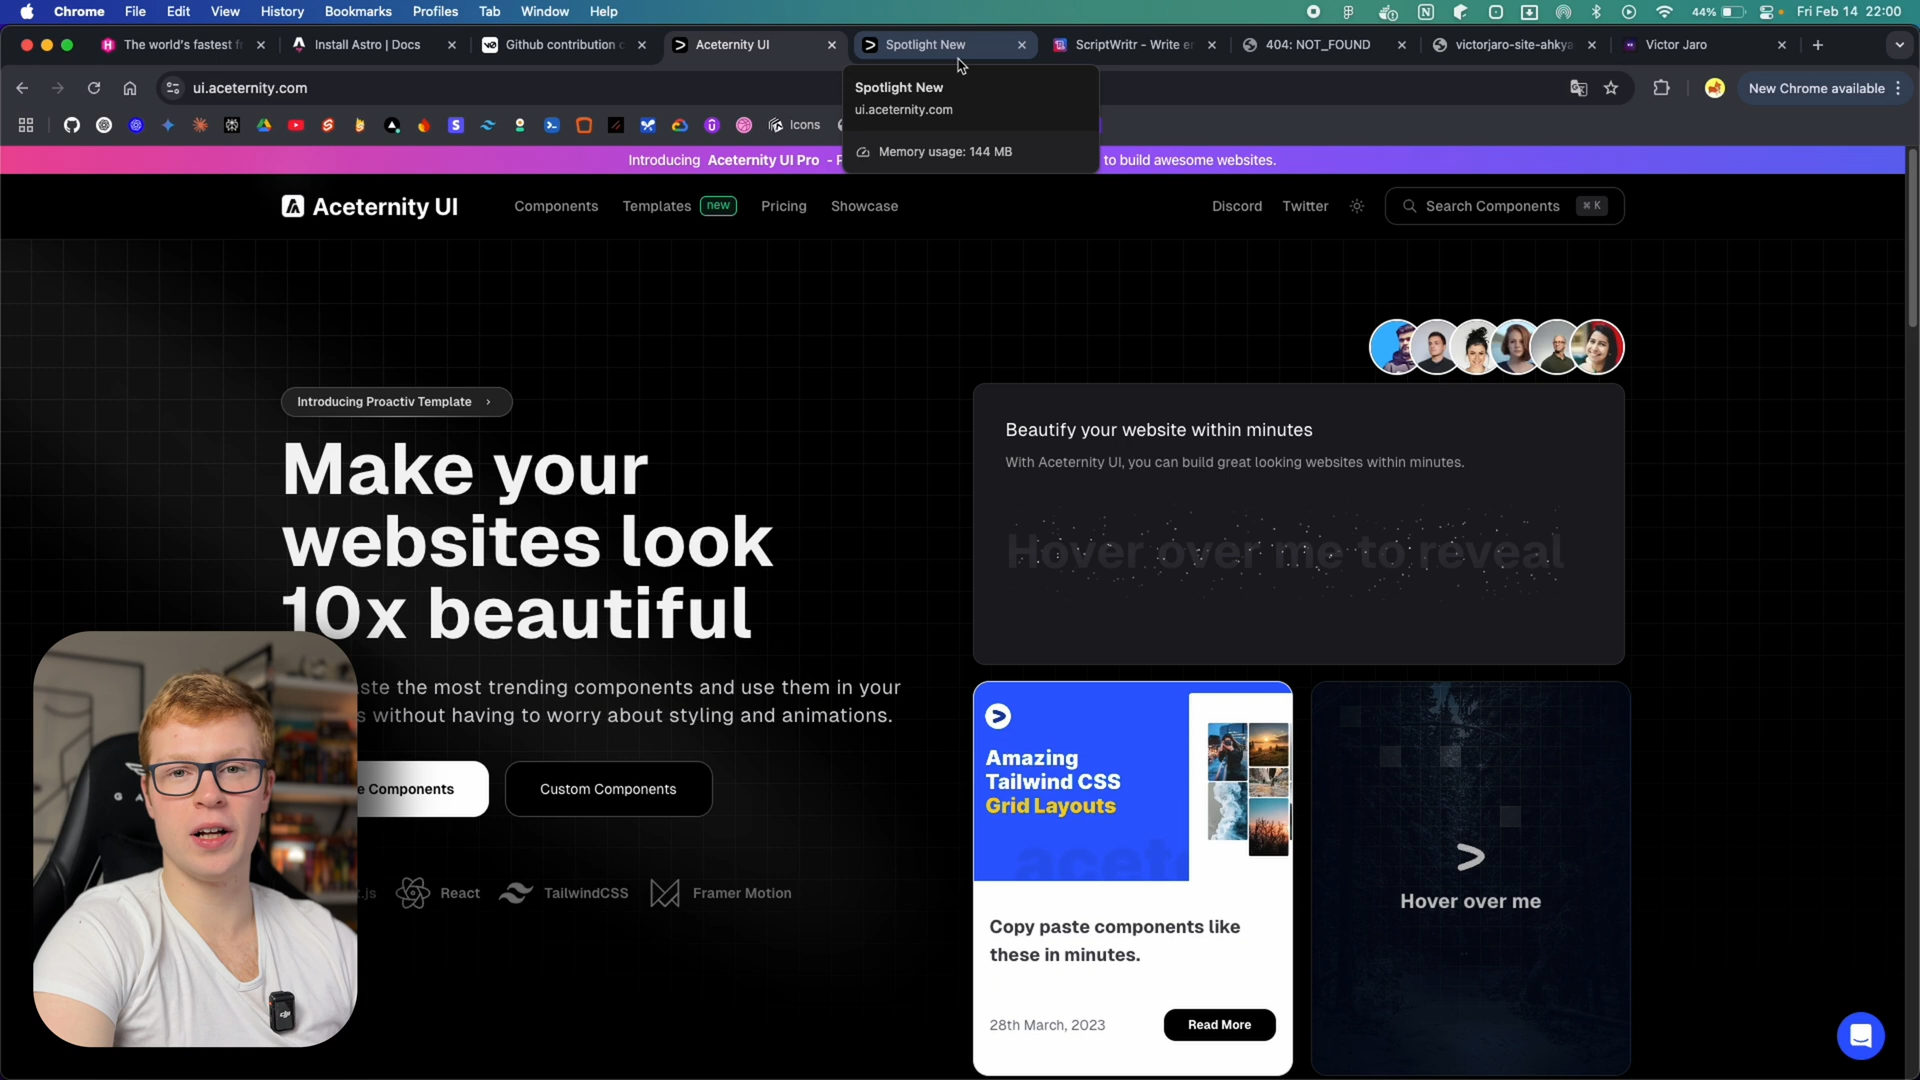 Chrome File Edit View History Bookmarks Profiles Tab Window Help
44% Fri Feb 14 22:00
The world's fastest f
Install Astro | Docs
Github contribution
Aceternity UI
Spotlight New
ScriptWritr - Write
404: NOT_FOUND
victorjaro-site-ahkya
Victor Jaro
ui.aceternity.com
New Chrome available
Icons
Spotlight New
ui.aceternity.com
Memory usage: 144 MB
Introducing Aceternity UI Pro - to build awesome websites.
Aceternity UI
Components Templates new Pricing Showcase
Discord Twitter Search Components ⌘ K
Introducing Proactiv Template
Make your
websites look
10x beautiful
the most trending components and use them in your
without having to worry about styling and animations.
Components
Custom Components
.js React TailwindCSS Framer Motion
Beautify your website within minutes
With Aceternity UI, you can build great looking websites within minutes.
Hover over me to reveal
Amazing
Tailwind CSS
Grid Layouts
Copy paste components like
these in minutes.
28th March, 2023
Read More
Hover over me
dji